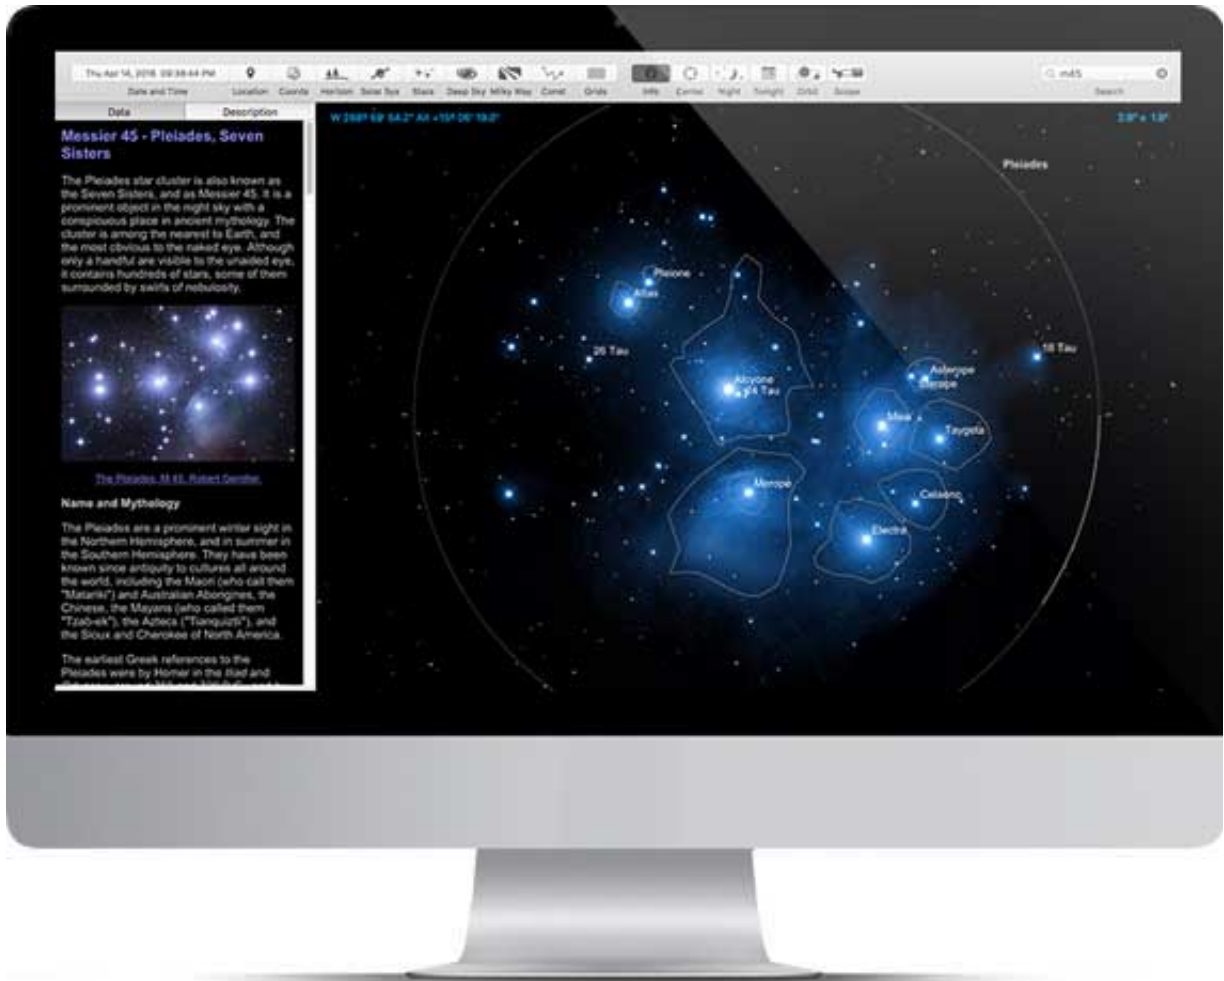 Thu Apr 14, 2016 09:38:44 PM
m45
Date and Time Location Coords Horizon Solar Sys Stars Deep Sky Milky Way Const Grids Info Center Night Tonight Orbit Scope Search
Data Description
2.9° x 1.9°
Messier 45 - Pleiades, Seven
Sisters
The Pleiades star cluster is also known as
the Seven Sisters, and as Messier 45. It is a
prominent object in the night sky with a
conspicuous place in ancient mythology. The
cluster is among the nearest to Earth, and
the most obvious to the naked eye. Although
only a handful are visible to the unaided eye,
it contains hundreds of stars, some of them
surrounded by swirls of nebulosity.
The Pleiades, M 45. Robert Gendler.
Name and Mythology
The Pleiades are a prominent winter sight in
the Northern Hemisphere, and in summer in
the Southern Hemisphere. They have been
known since antiquity to cultures all around
the world, including the Maori (who call them
"Matariki") and Australian Aborigines, the
Chinese, the Mayans (who called them
"Tzab-ek"), the Aztecs ("Tianquiztli"), and
the Sioux and Cherokee of North America.
The earliest Greek references to the
Pleiades were by Homer in the Iliad and
Pleiades
Pleione
Atlas
26 Tau
18 Tau
Asterope
Sterope
Alcyone
24 Tau
Maia
Taygeta
Merope
Celaeno
Electra